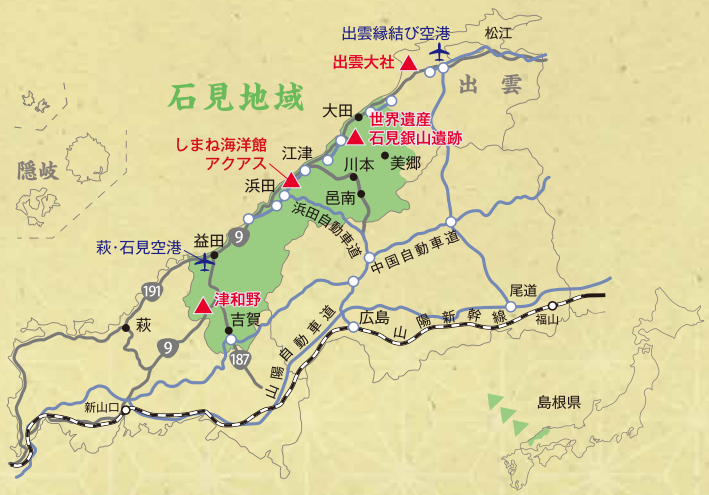 出雲縁結び空港
松江
出雲大社
出雲
石見地域
大田
世界遺産
石見銀山遺跡
しまね海洋館
アクアス
江津
川本
美郷
隠岐
浜田
邑南
浜田自動車道
益田
9
萩・石見空港
中国自動車道
191
津和野
尾道
吉賀
広島
山陽新幹線
福山
萩
9
187
山陽自動車道
新山口
島根県